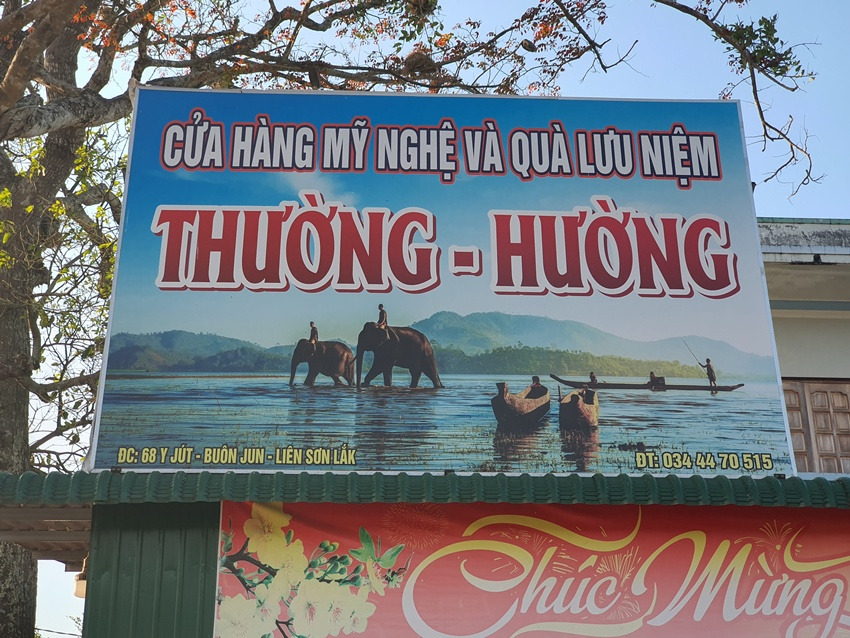 CỬA HÀNG MỸ NGHỆ VÀ QUÀ LƯU NIỆM
THƯỜNG - HƯỜNG
ĐC: 68 Y JÚT - BUÔN JUN - LIÊN SƠN LẮK
ĐT: 034 44 70 515
Chúc Mừng